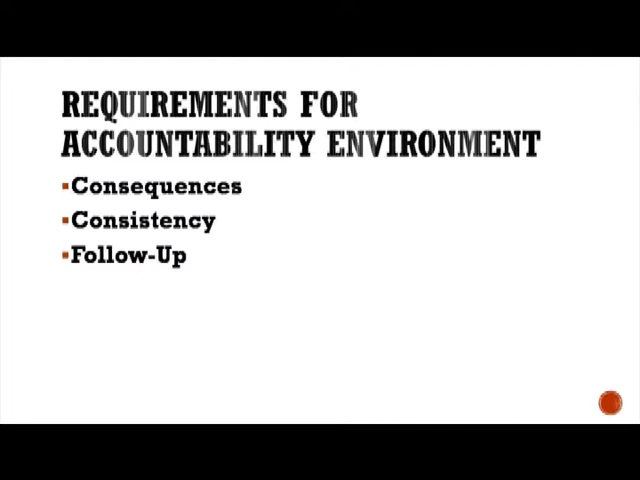 REQUIREMENTS FOR
ACCOUNTABILITY ENVIRONMENT
▪Consequences
▪Consistency
▪Follow-Up